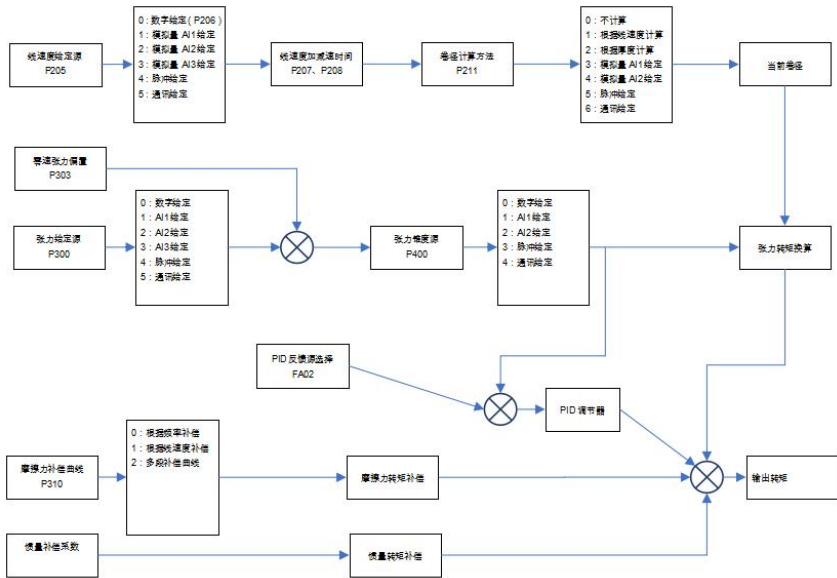 线速度给定源
P205
0：数字给定（P206）
1：模拟量 AI1给定
2：模拟量 AI2给定
3：模拟量 AI3给定
4：脉冲给定
5：通讯给定
线速度加减速时间
P207、P208
卷径计算方法
P211
0：不计算
1：根据线速度计算
2：根据厚度计算
3：模拟量 AI1给定
4：模拟量 AI2给定
5：脉冲给定
6：通讯给定
当前卷径
零速张力偏置
P303
张力给定源
P300
0：数字给定
1：AI1给定
2：AI2给定
3：AI3给定
4：脉冲给定
5：通讯给定
张力锥度源
P400
0：数字给定
1：AI1给定
2：AI2给定
3：脉冲给定
4：通讯给定
张力转矩换算
PID 反馈源选择
FA02
PID 调节器
摩擦力补偿曲线
P310
0：根据频率补偿
1：根据线速度补偿
2：多段补偿曲线
摩擦力转矩补偿
输出转矩
惯量补偿系数
惯量转矩补偿